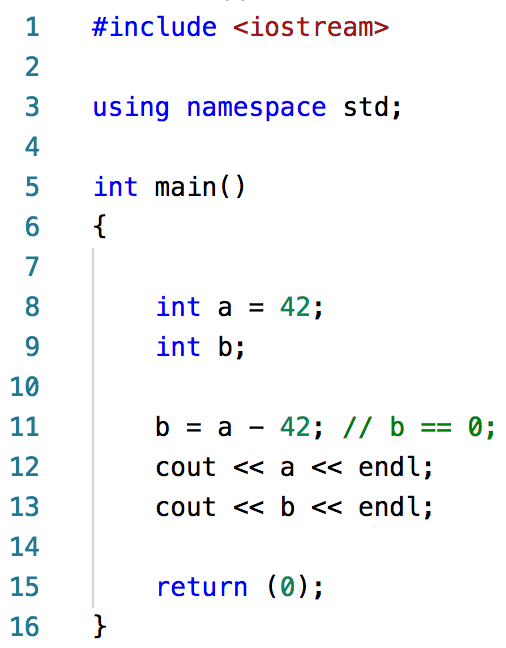 1 #include <iostream>
2
3 using namespace std;
4
5 int main()
6 {
7
8 int a = 42;
9 int b;
10
11 b = a - 42; // b == 0;
12 cout << a << endl;
13 cout << b << endl;
14
15 return (0);
16 }